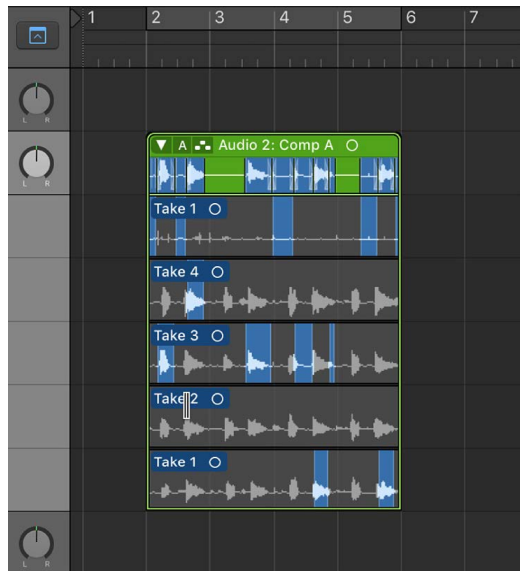 1 2 3 4 5 6 7
L R
L R
A Audio 2: Comp A
Take 1
Take 4
Take 3
Take 2
Take 1
L R